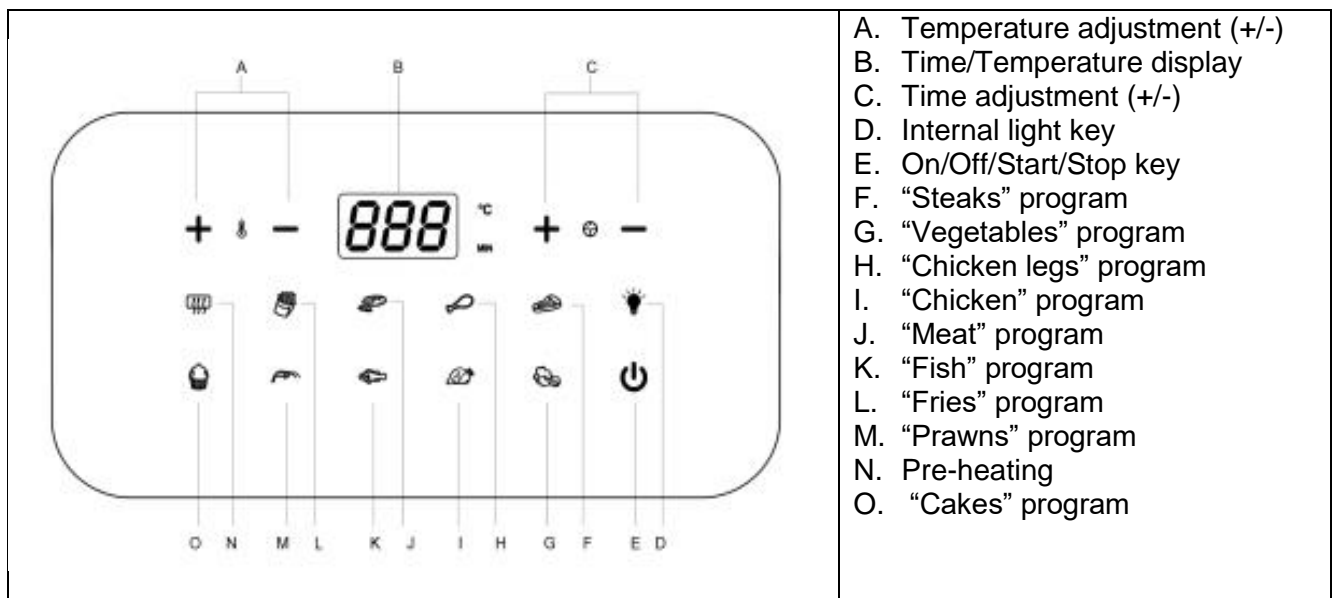 A B C
+ − 888 °C + −
MIN
O N M L K J I H G F E D
A. Temperature adjustment (+/-)
B. Time/Temperature display
C. Time adjustment (+/-)
D. Internal light key
E. On/Off/Start/Stop key
F. “Steaks” program
G. “Vegetables” program
H. “Chicken legs” program
I. “Chicken” program
J. “Meat” program
K. “Fish” program
L. “Fries” program
M. “Prawns” program
N. Pre-heating
O. “Cakes” program